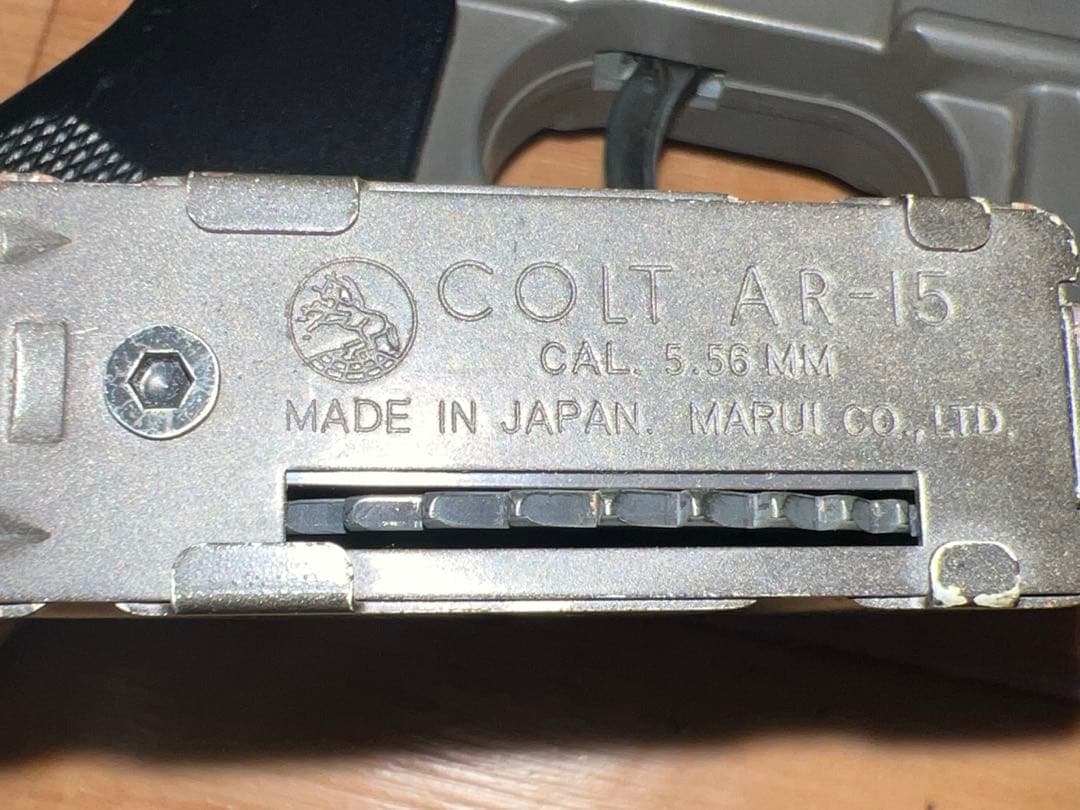 COLT AR-15
CAL. 5.56 MM
MADE IN JAPAN. MARUI CO., LTD.